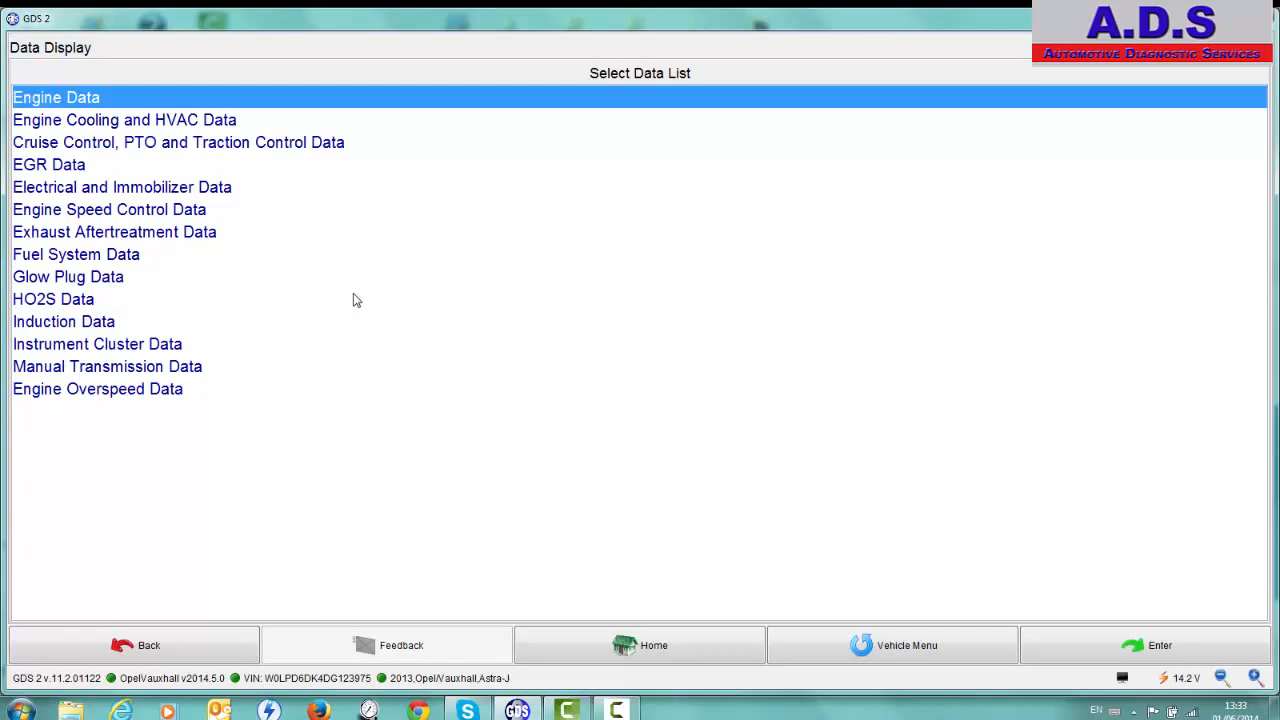 GDS 2
A.D.S
Automotive Diagnostic Services
Data Display
Select Data List
Engine Data
Engine Cooling and HVAC Data
Cruise Control, PTO and Traction Control Data
EGR Data
Electrical and Immobilizer Data
Engine Speed Control Data
Exhaust Aftertreatment Data
Fuel System Data
Glow Plug Data
HO2S Data
Induction Data
Instrument Cluster Data
Manual Transmission Data
Engine Overspeed Data
Back
Feedback
Home
Vehicle Menu
Enter
GDS 2 v.11.2.01122 Opel/Vauxhall v2014.5.0 VIN: W0LPD6DK4DG123975 2013,Opel/Vauxhall,Astra-J 14.2 V
EN
13:33
01/06/2014